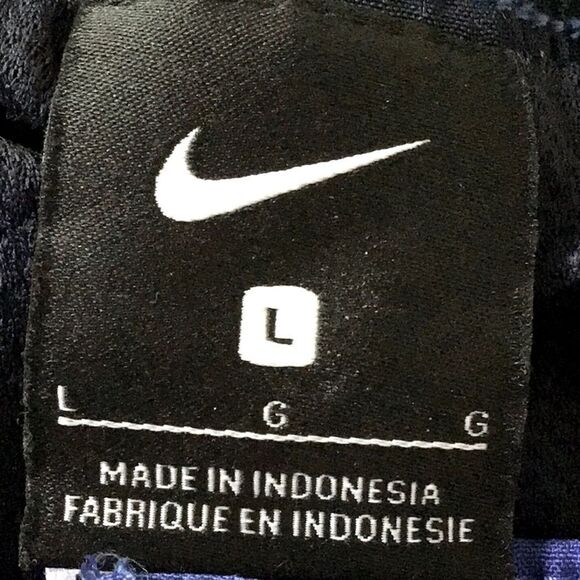 L
L G G
MADE IN INDONESIA
FABRIQUE EN INDONESIE